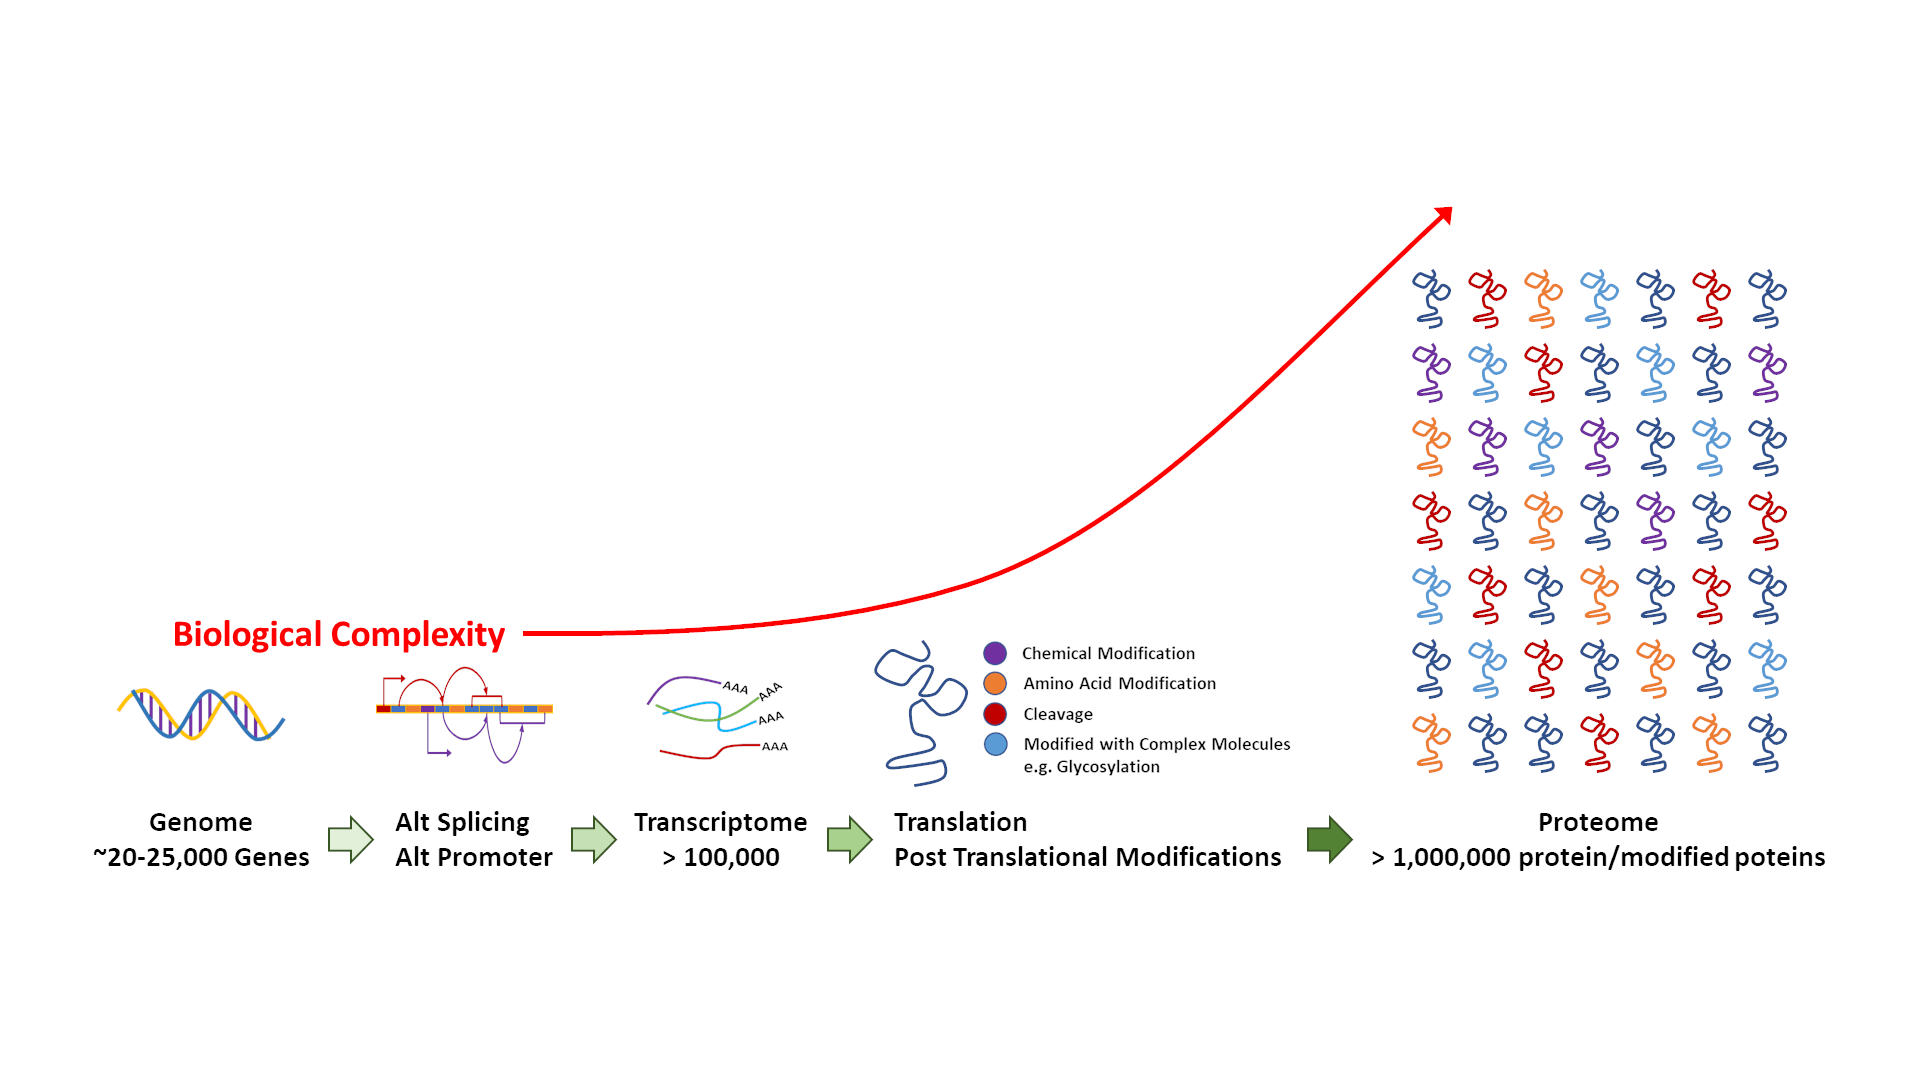 Biological Complexity
AAA
AAA
AAA
AAA
Chemical Modification
Amino Acid Modification
Cleavage
Modified with Complex Molecules
e.g. Glycosylation
Genome
~20-25,000 Genes
Alt Splicing
Alt Promoter
Transcriptome
> 100,000
Translation
Post Translational Modifications
Proteome
> 1,000,000 protein/modified poteins